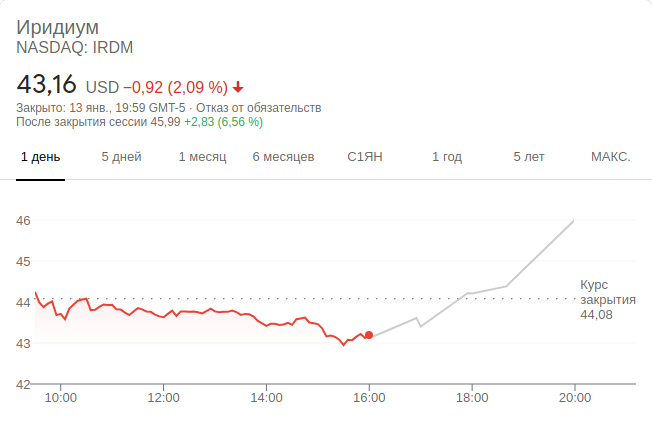 Иридиум
NASDAQ: IRDM
43,16 USD −0,92 (2,09 %)
Закрыто: 13 янв., 19:59 GMT-5 · Отказ от обязательств
После закрытия сессии 45,99 +2,83 (6,56 %)
1 день 5 дней 1 месяц 6 месяцев С1ЯН 1 год 5 лет МАКС.
46
45
44
43
42
Курс
закрытия
44,08
10:00 12:00 14:00 16:00 18:00 20:00